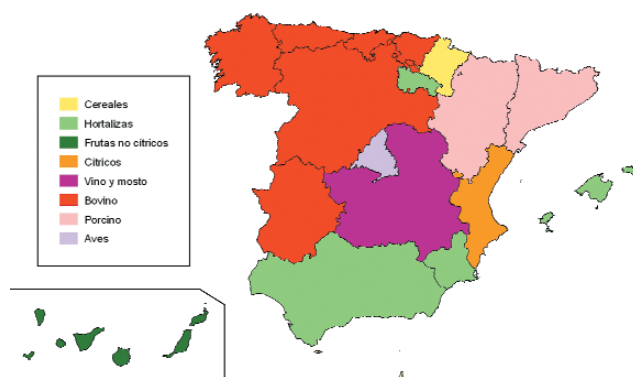 Cereales
Hortalizas
Frutas no cítricos
Cítricos
Vino y mosto
Bovino
Porcino
Aves